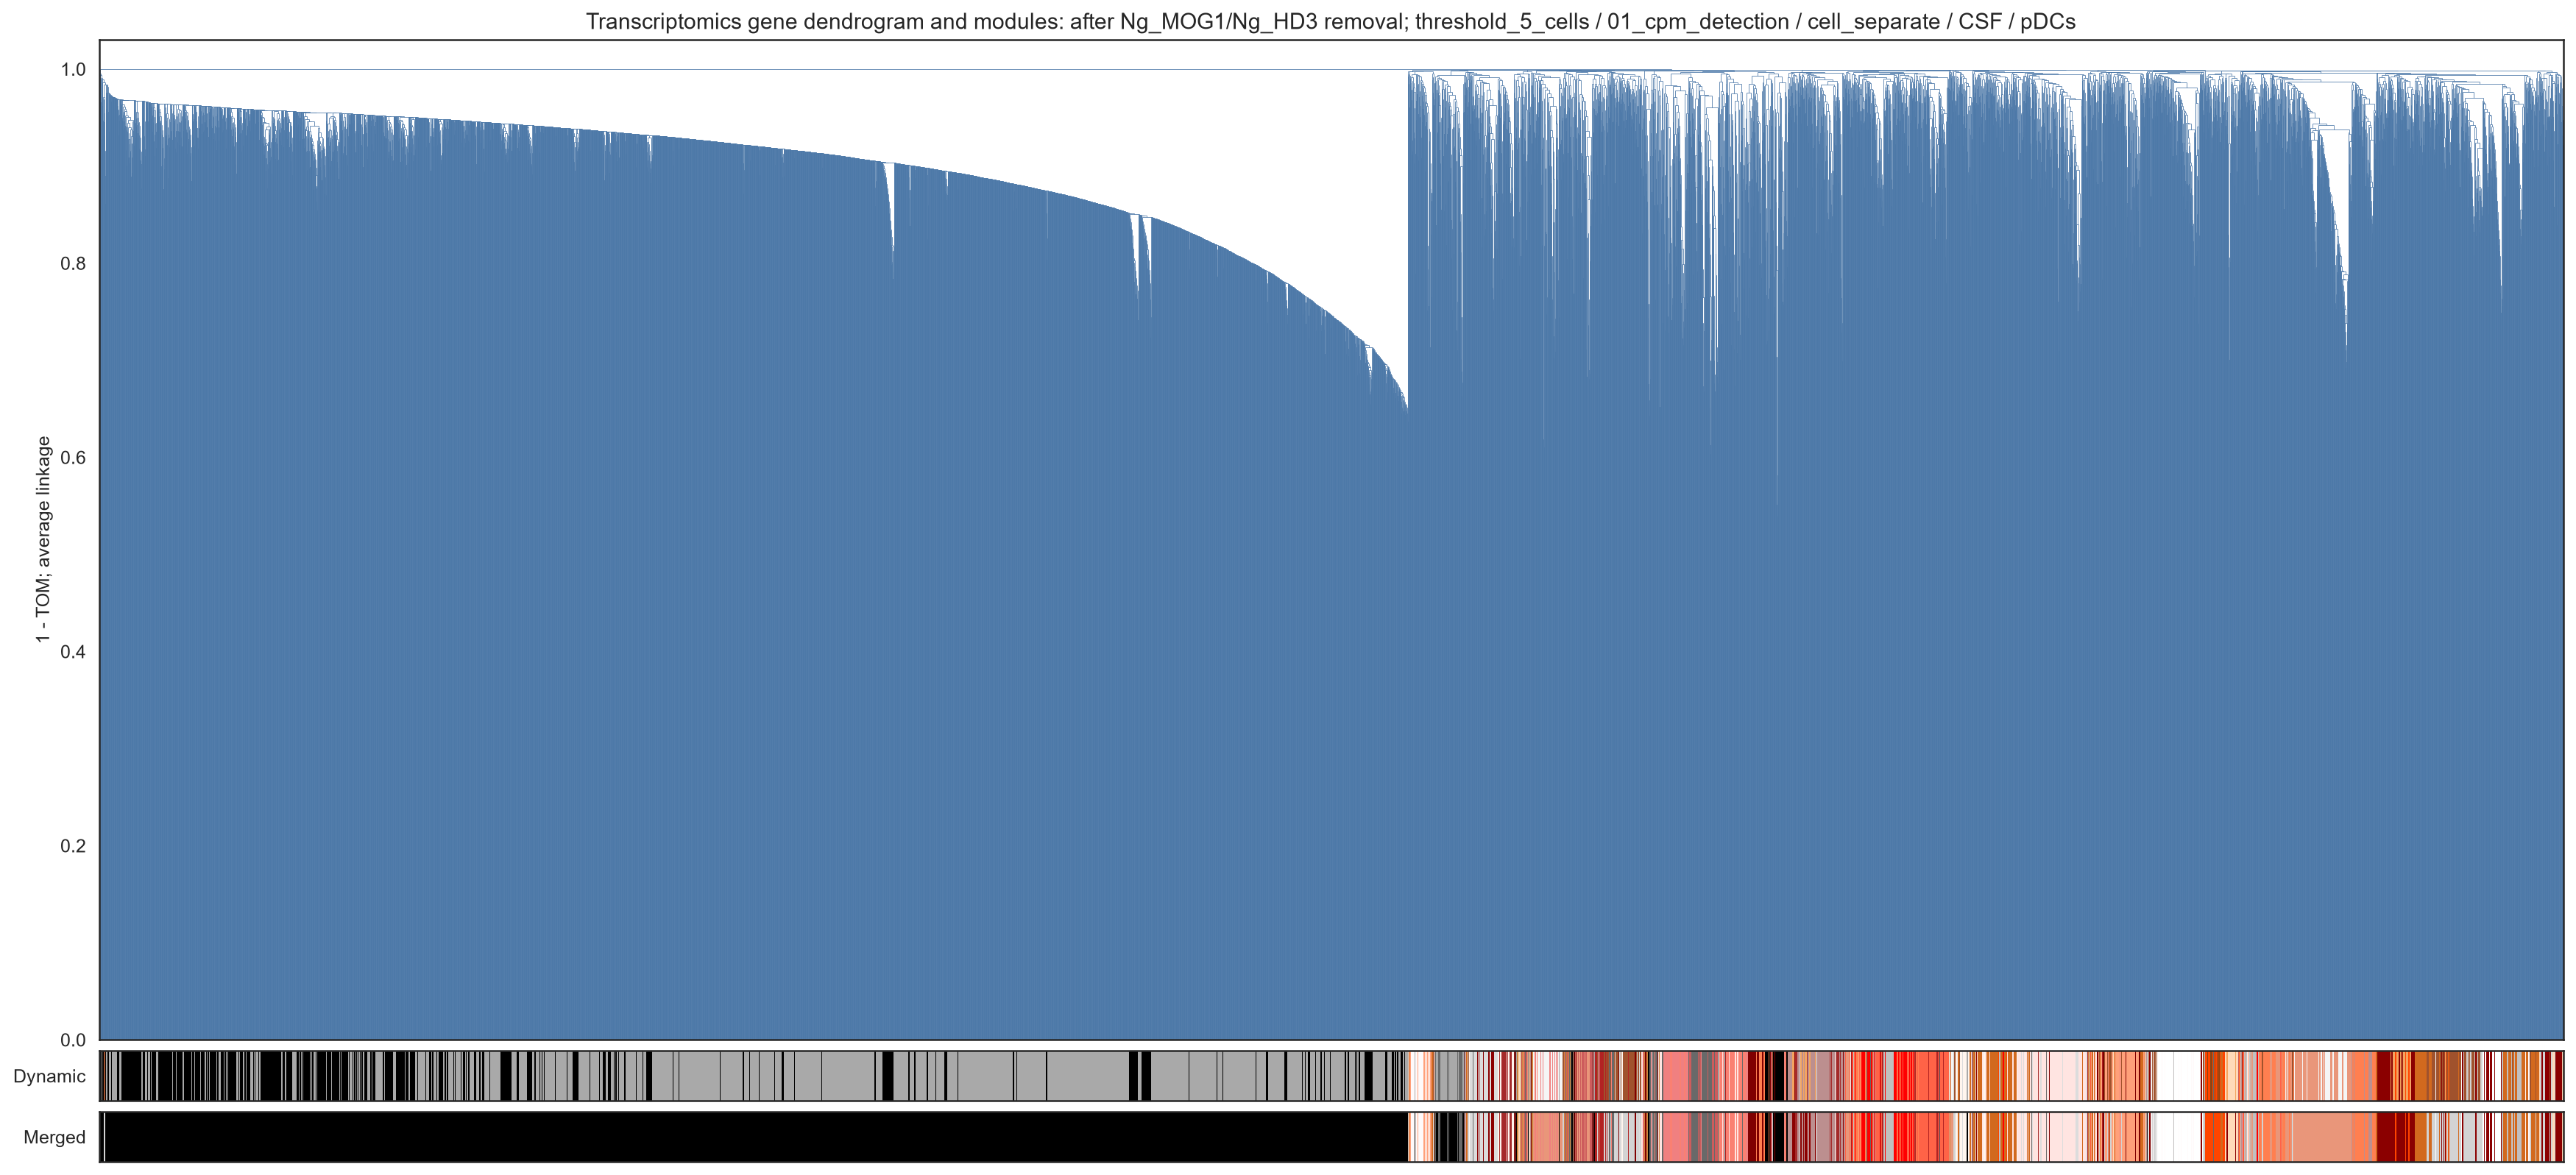 Transcriptomics gene dendrogram and modules: after Ng_MOG1/Ng_HD3 removal; threshold_5_cells / 01_cpm_detection / cell_separate / CSF / pDCs
1.0
0.8
0.6
0.4
0.2
0.0
1 - TOM; average linkage
Dynamic
Merged